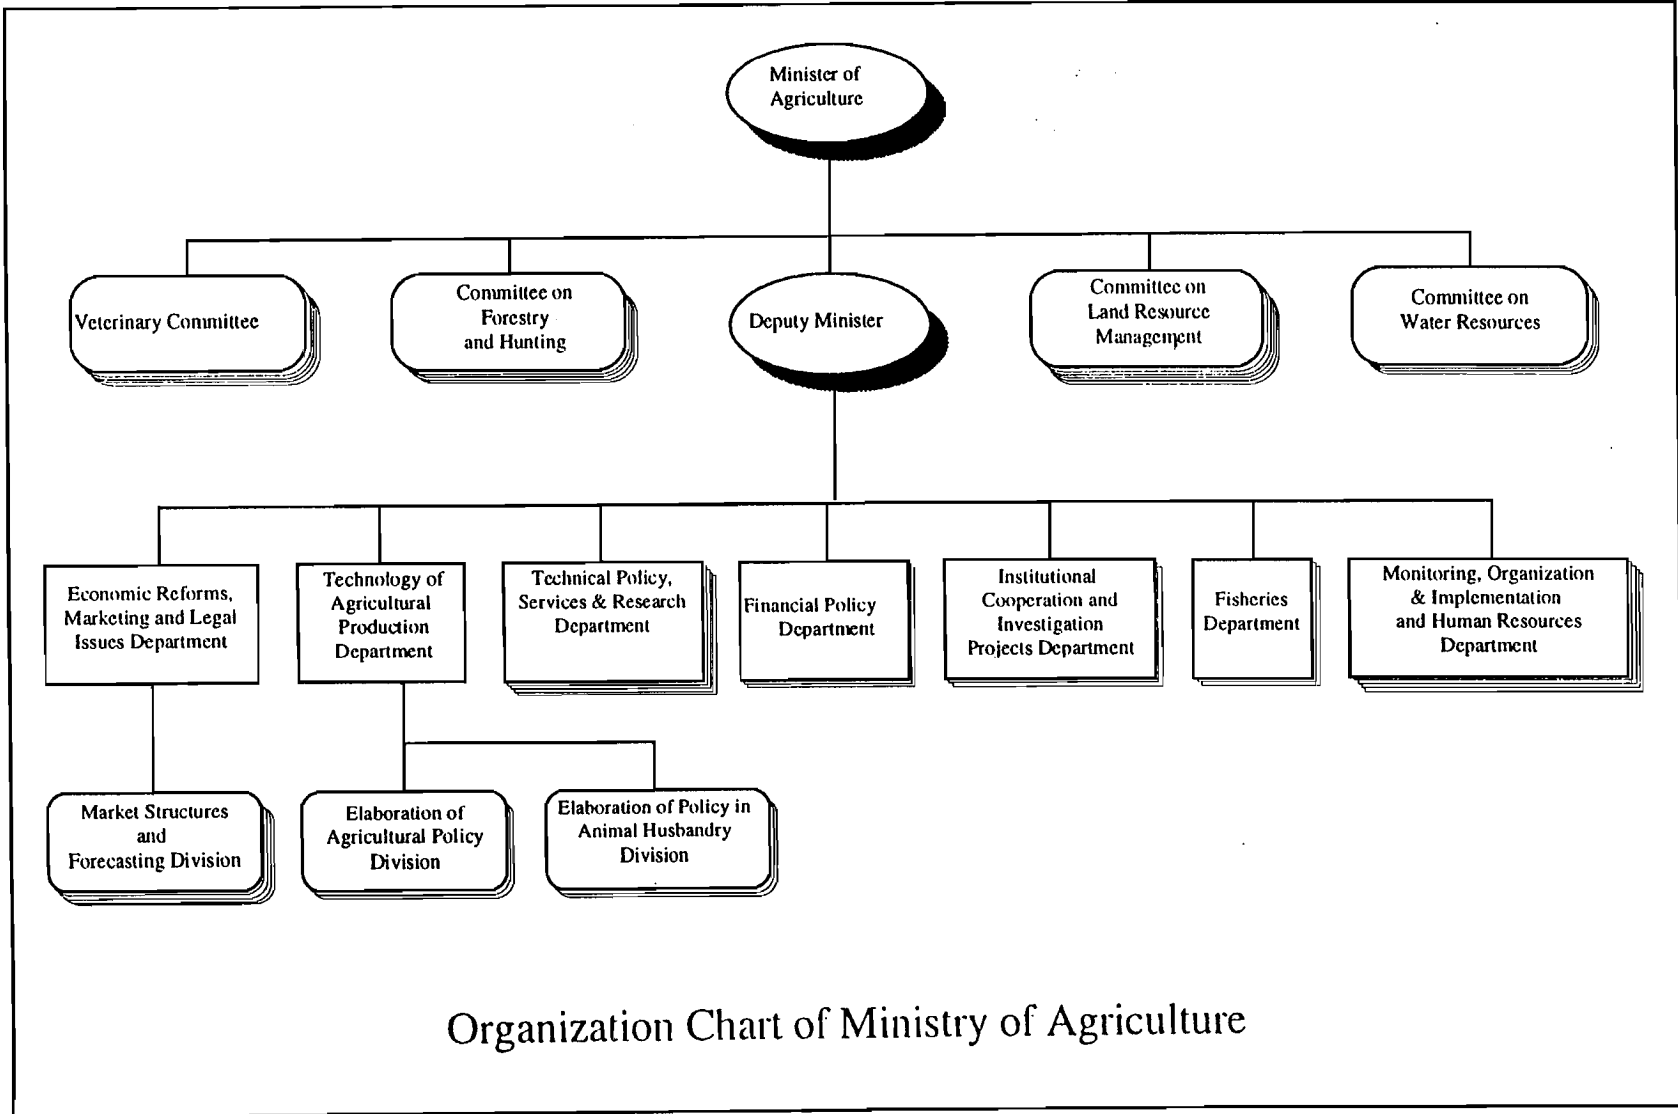 Minister of
Agriculture
Veterinary Committee
Committee on
Forestry
and Hunting
Deputy Minister
Committee on
Land Resource
Management
Committee on
Water Resources
Economic Reforms,
Marketing and Legal
Issues Department
Technology of
Agricultural
Production
Department
Technical Policy,
Services & Research
Department
Financial Policy
Department
Institutional
Cooperation and
Investigation
Projects Department
Fisheries
Department
Monitoring, Organization
& Implementation
and Human Resources
Department
Market Structures
and
Forecasting Division
Elaboration of
Agricultural Policy
Division
Elaboration of Policy in
Animal Husbandry
Division
Organization Chart of Ministry of Agriculture